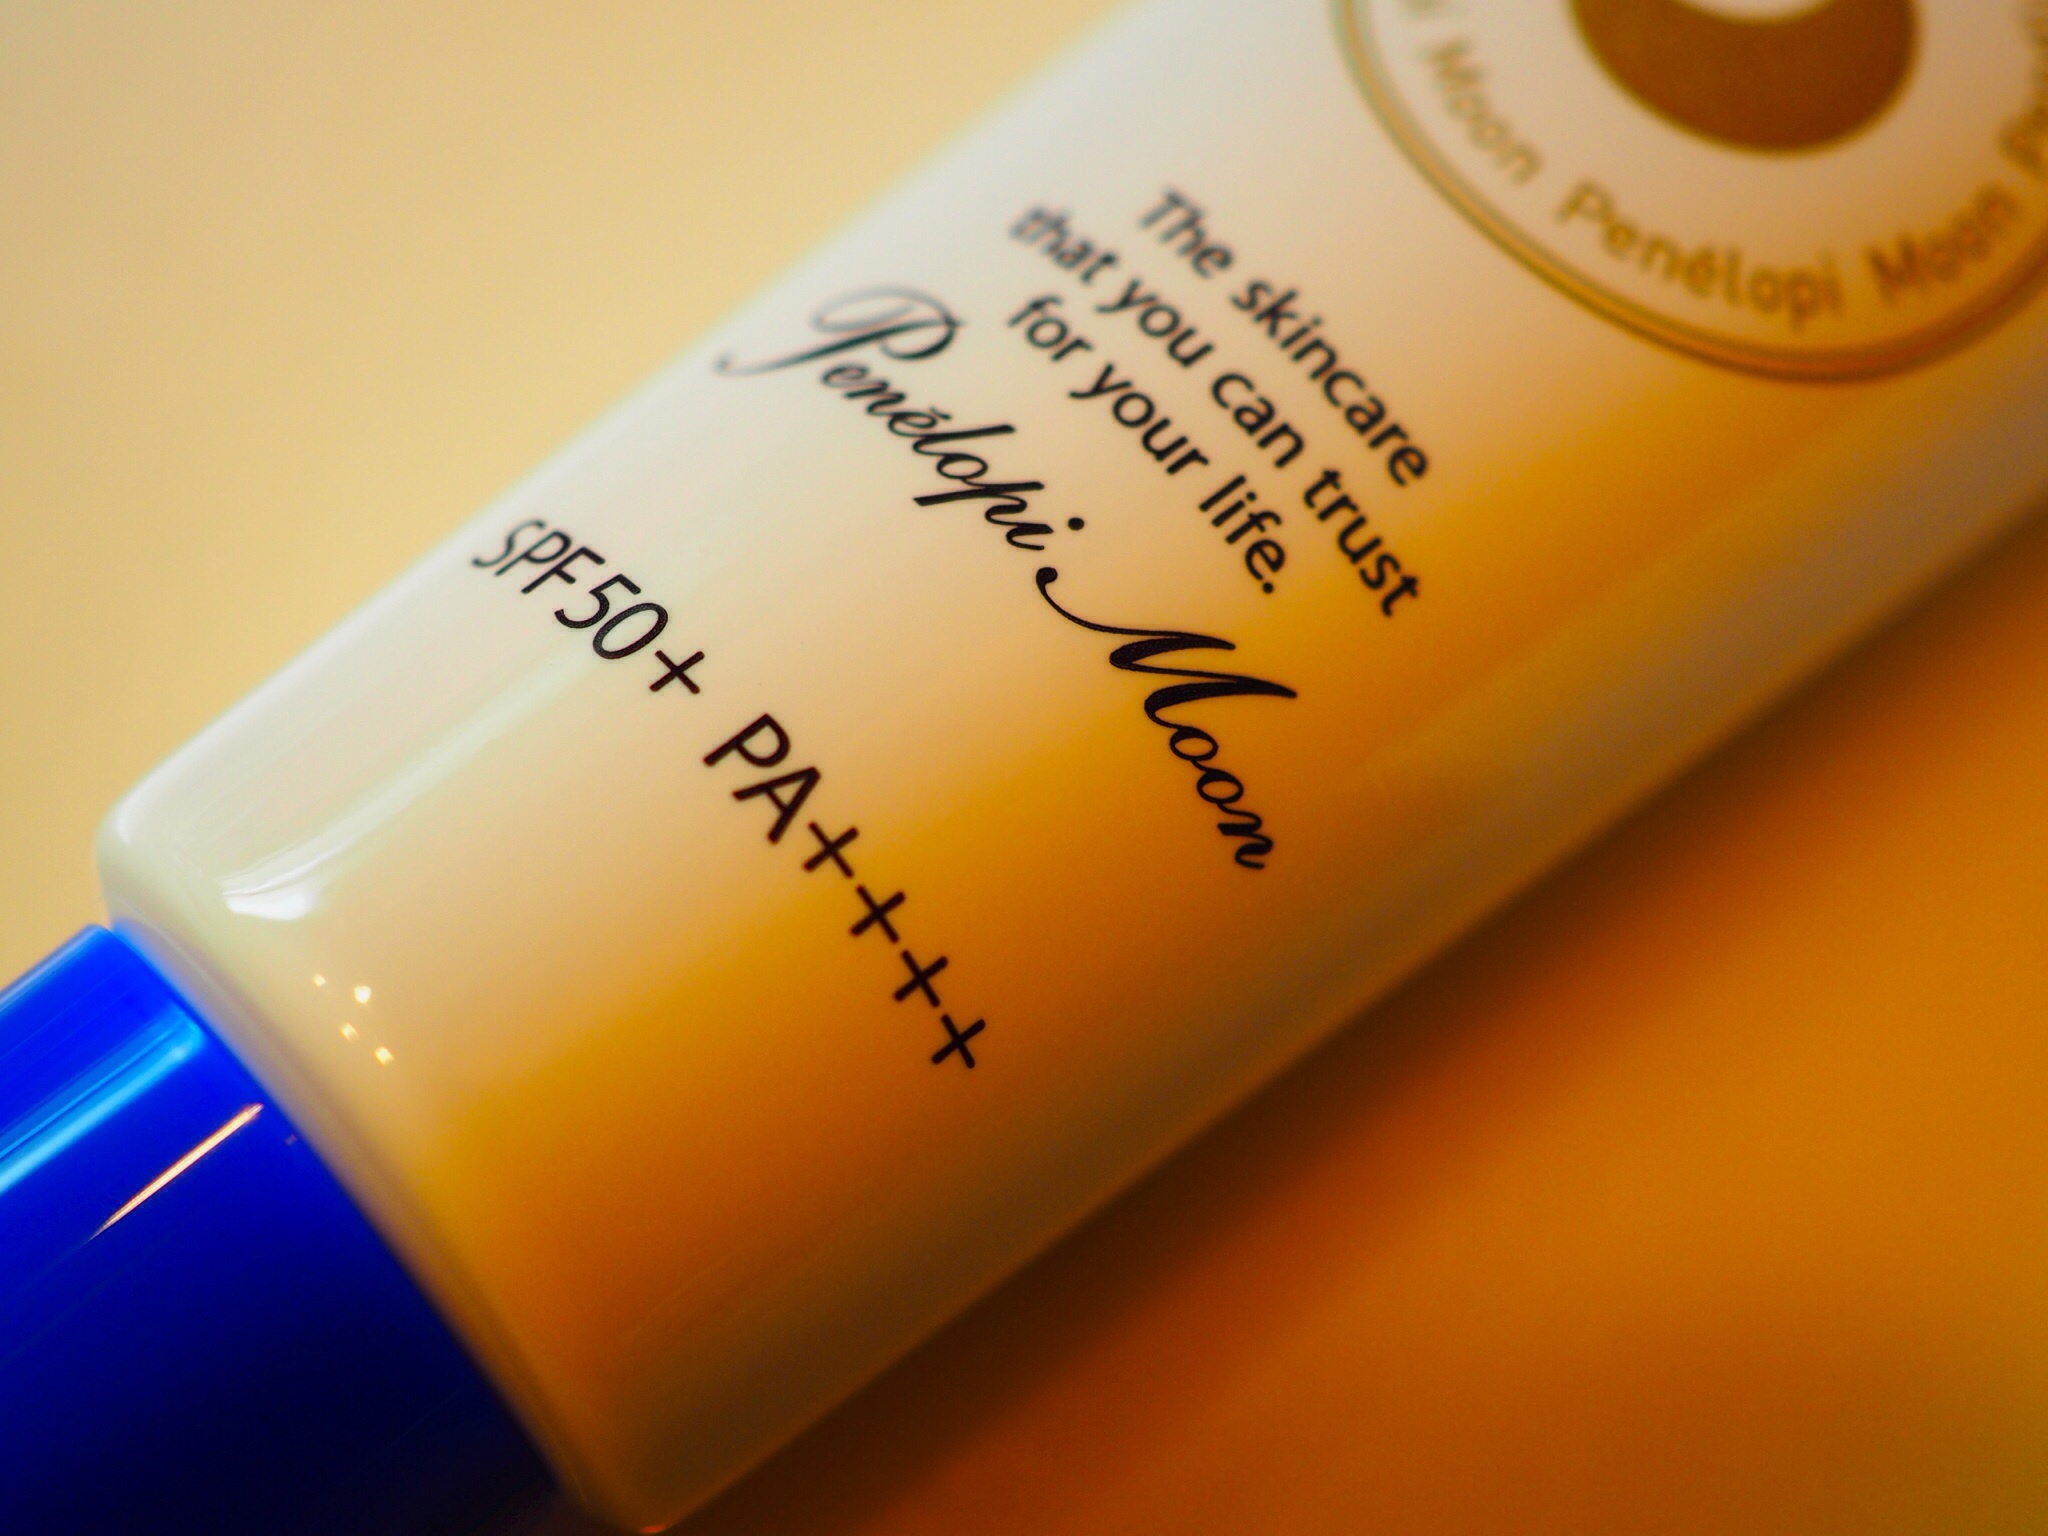 Moon Penélopi Moon
The skincare
that you can trust
for your life.
Penélopi Moon
SPF50+ PA++++